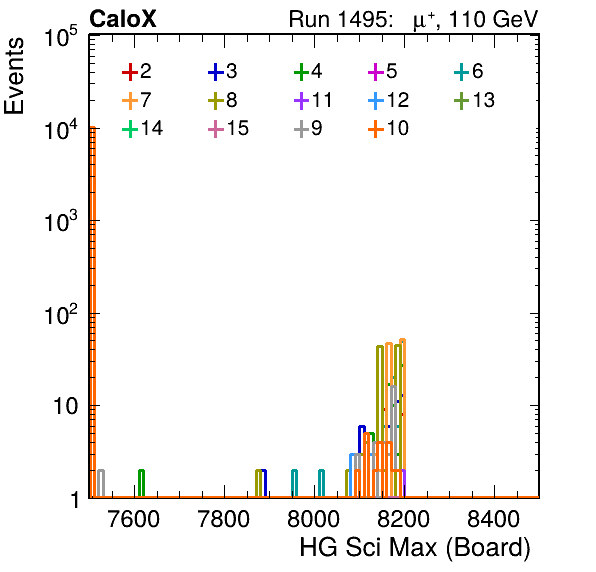 CaloX Run 1495: μ⁺, 110 GeV
Events
10⁵
10⁴
10³
10²
10
1
2 3 4 5 6
7 8 11 12 13
14 15 9 10
7600 7800 8000 8200 8400
HG Sci Max (Board)